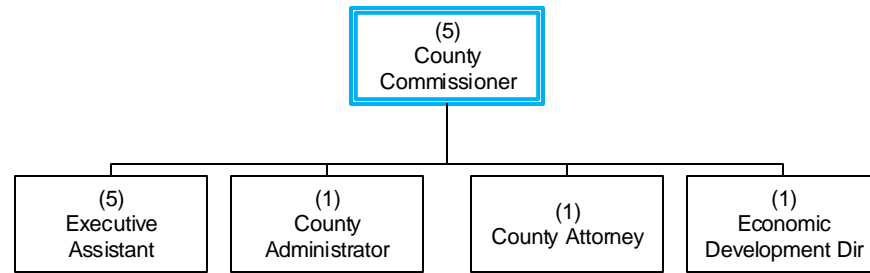 (5)
County
Commissioner
(5)
Executive
Assistant
(1)
County
Administrator
(1)
County Attorney
(1)
Economic
Development Dir